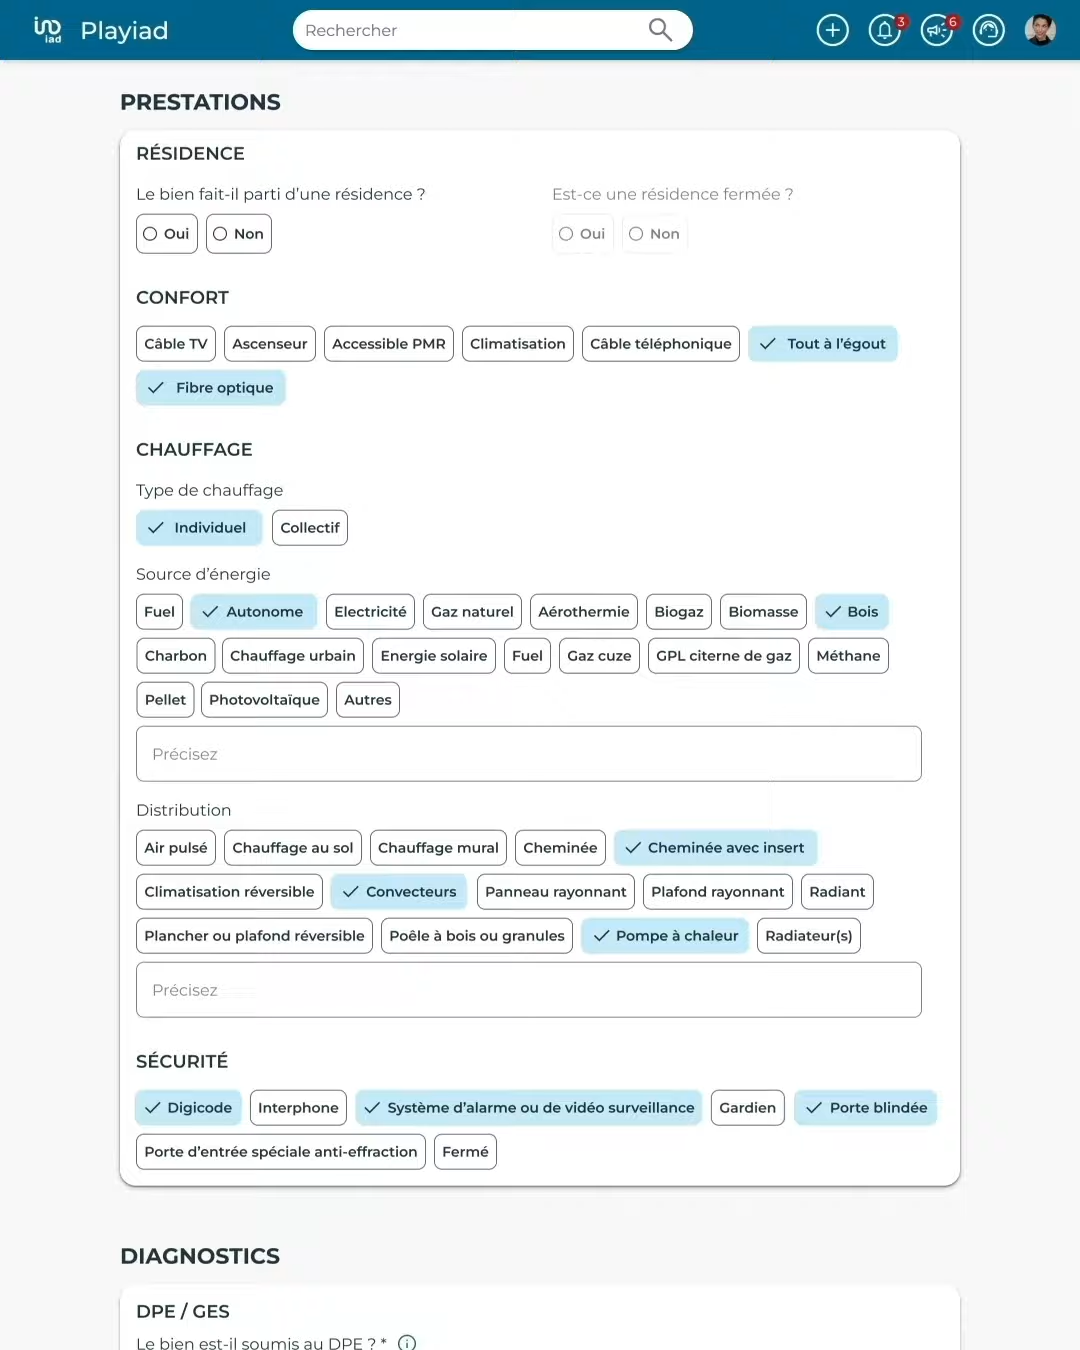 iad Playiad Rechercher 3 6
PRESTATIONS
RÉSIDENCE
Le bien fait-il parti d'une résidence ? Est-ce une résidence fermée ?
Oui Non Oui Non
CONFORT
Câble TV Ascenseur Accessible PMR Climatisation Câble téléphonique Tout à l'égout
Fibre optique
CHAUFFAGE
Type de chauffage
Individuel Collectif
Source d'énergie
Fuel Autonome Electricité Gaz naturel Aérothermie Biogaz Biomasse Bois
Charbon Chauffage urbain Energie solaire Fuel Gaz cuze GPL citerne de gaz Méthane
Pellet Photovoltaïque Autres
Précisez
Distribution
Air pulsé Chauffage au sol Chauffage mural Cheminée Cheminée avec insert
Climatisation réversible Convecteurs Panneau rayonnant Plafond rayonnant Radiant
Plancher ou plafond réversible Poêle à bois ou granules Pompe à chaleur Radiateur(s)
Précisez
SÉCURITÉ
Digicode Interphone Système d'alarme ou de vidéo surveillance Gardien Porte blindée
Porte d'entrée spéciale anti-effraction Fermé
DIAGNOSTICS
DPE / GES
Le bien est-il soumis au DPE ? *